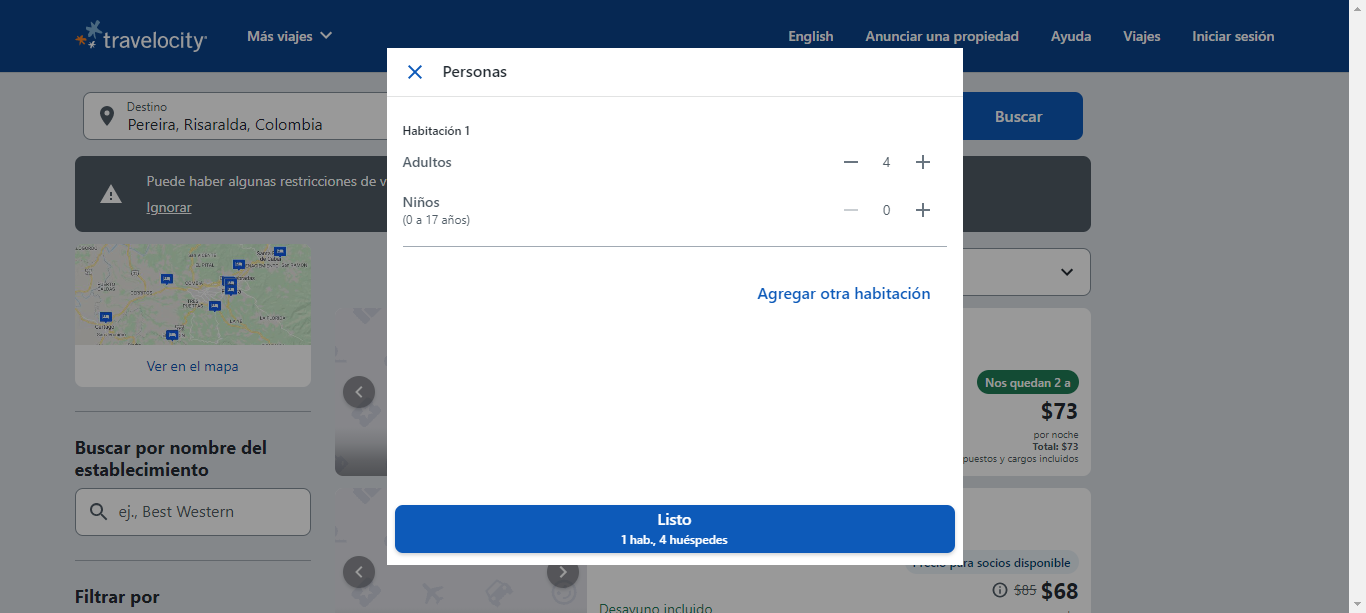 travelocity
Más viajes
English
Anunciar una propiedad
Ayuda
Viajes
Iniciar sesión
Personas
Destino
Pereira, Risaralda, Colombia
Buscar
Habitación 1
Adultos
4
Niños
0
(0 a 17 años)
Puede haber algunas restricciones de v
Ignorar
Agregar otra habitación
Ver en el mapa
Nos quedan 2 a
$73
por noche
Total: $73
puestos y cargos incluidos
Buscar por nombre del
establecimiento
ej., Best Western
Listo
1 hab., 4 huéspedes
Precio para socios disponible
$85 $68
Filtrar por
Desayuno incluido